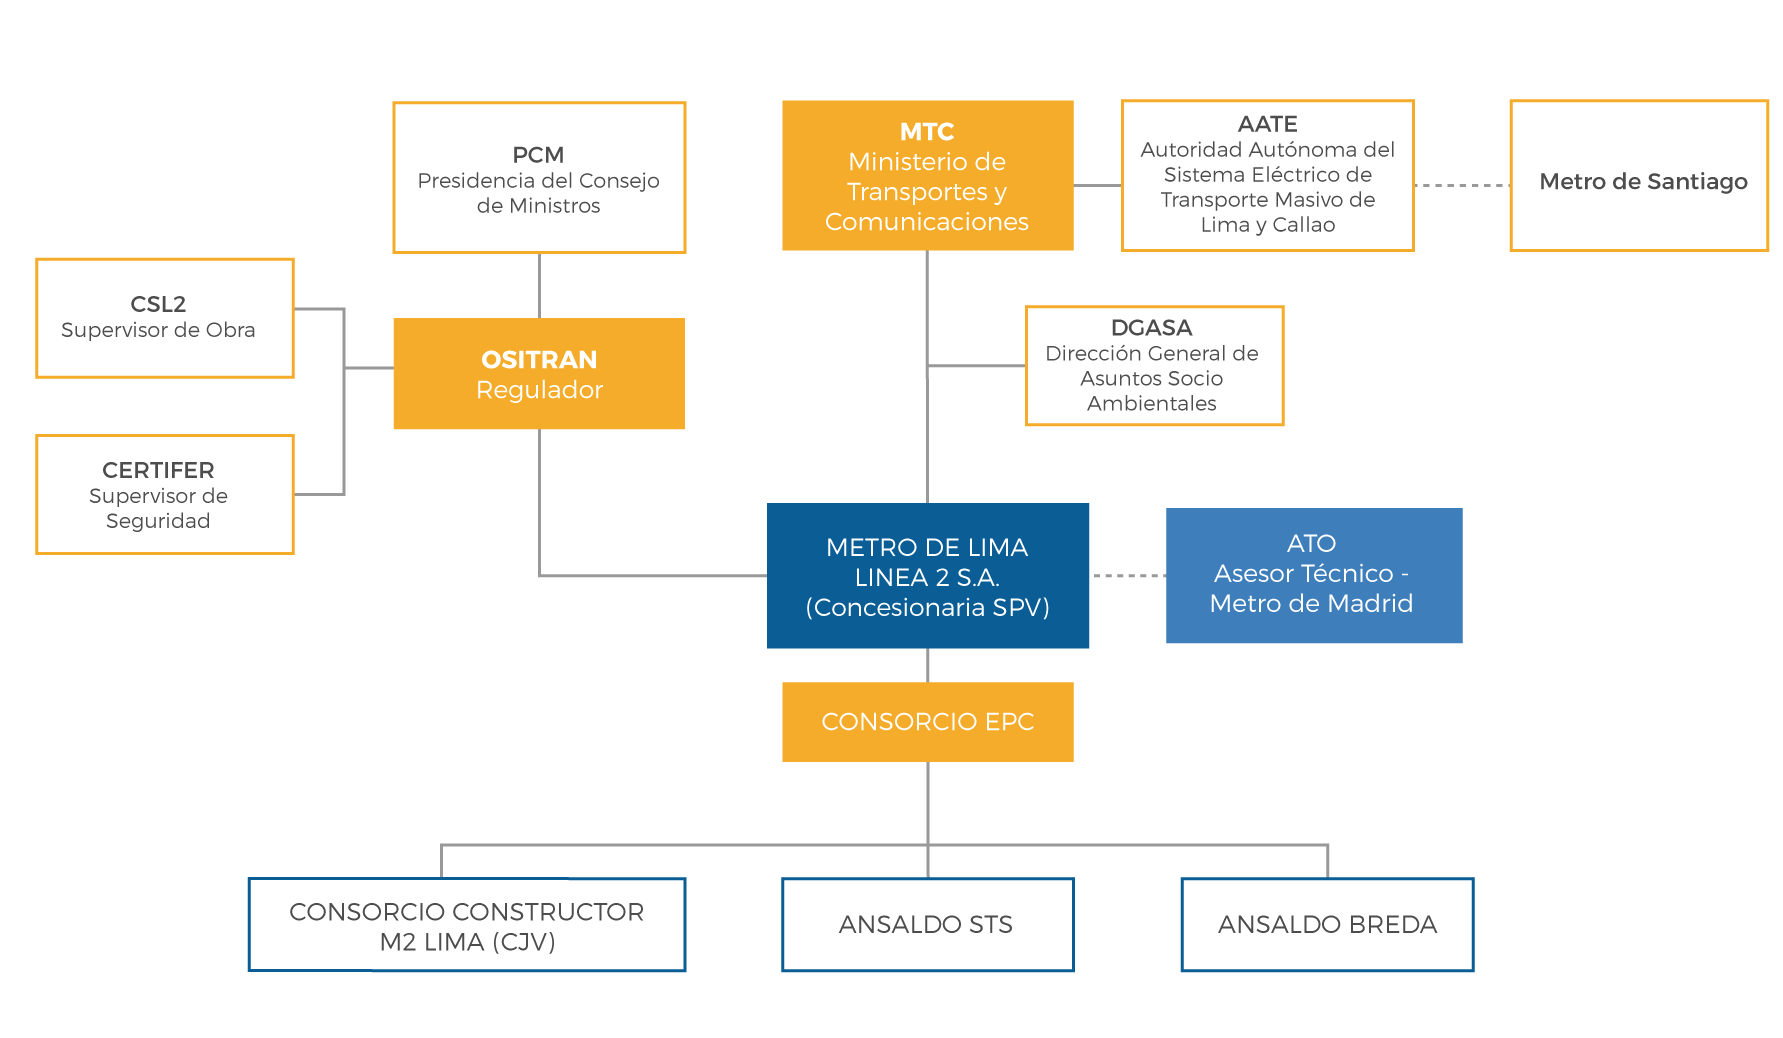 PCM
Presidencia del Consejo
de Ministros
MTC
Ministerio de
Transportes y
Comunicaciones
AATE
Autoridad Autónoma del
Sistema Eléctrico de
Transporte Masivo de
Lima y Callao
Metro de Santiago
CSL2
Supervisor de Obra
OSITRAN
Regulador
DGASA
Dirección General de
Asuntos Socio
Ambientales
CERTIFER
Supervisor de
Seguridad
METRO DE LIMA
LINEA 2 S.A.
(Concesionaria SPV)
ATO
Asesor Técnico -
Metro de Madrid
CONSORCIO EPC
CONSORCIO CONSTRUCTOR
M2 LIMA (CJV)
ANSALDO STS
ANSALDO BREDA